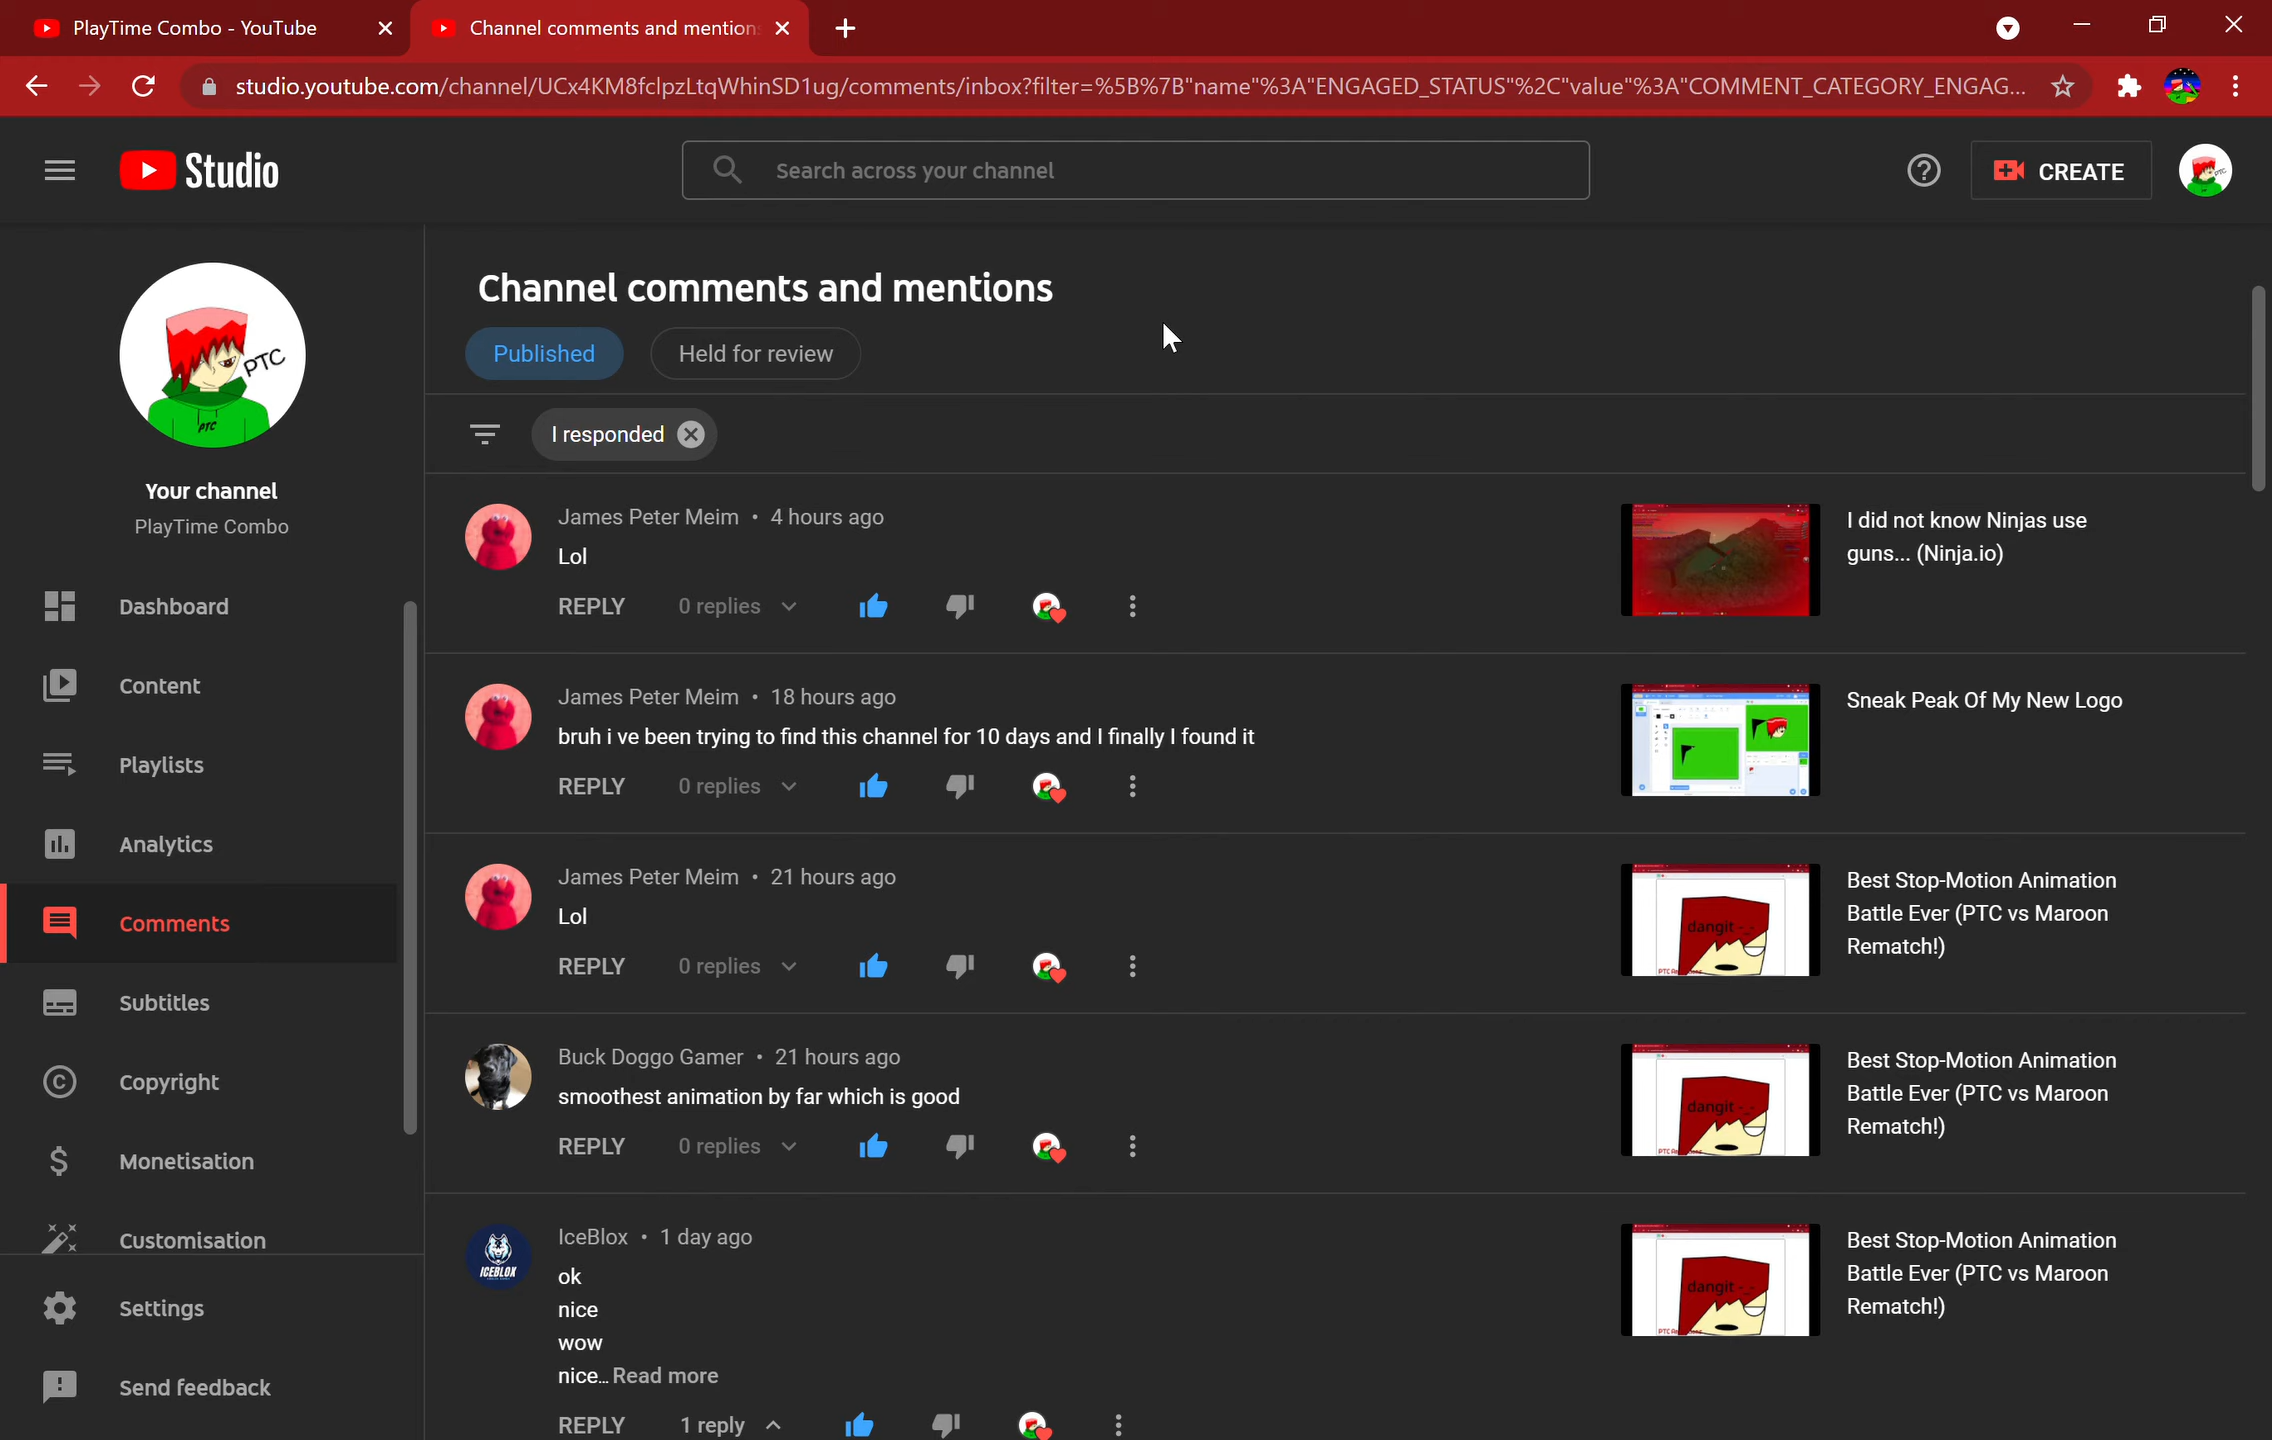 PlayTime Combo - YouTube
Channel comments and mention
studio.youtube.com/channel/UCx4KM8fclpzLtqWhinSD1ug/comments/inbox?filter=%5B%7B"name"%3A"ENGAGED_STATUS"%2C"value"%3A"COMMENT_CATEGORY_ENGAG...
Studio
Search across your channel
CREATE
PTC
PTC
Your channel
PlayTime Combo
Dashboard
Content
Playlists
Analytics
Comments
Subtitles
Copyright
Monetisation
Customisation
Settings
Send feedback
Channel comments and mentions
Published
Held for review
I responded
James Peter Meim • 4 hours ago
Lol
REPLY 0 replies
I did not know Ninjas use
guns... (Ninja.io)
James Peter Meim • 18 hours ago
bruh i ve been trying to find this channel for 10 days and I finally I found it
REPLY 0 replies
Sneak Peak Of My New Logo
James Peter Meim • 21 hours ago
Lol
REPLY 0 replies
dangit -_-
Best Stop-Motion Animation
Battle Ever (PTC vs Maroon
Rematch!)
Buck Doggo Gamer • 21 hours ago
smoothest animation by far which is good
REPLY 0 replies
dangit -_-
Best Stop-Motion Animation
Battle Ever (PTC vs Maroon
Rematch!)
ICEBLOX
IceBlox • 1 day ago
ok
nice
wow
nice... Read more
REPLY 1 reply
dangit -_-
Best Stop-Motion Animation
Battle Ever (PTC vs Maroon
Rematch!)